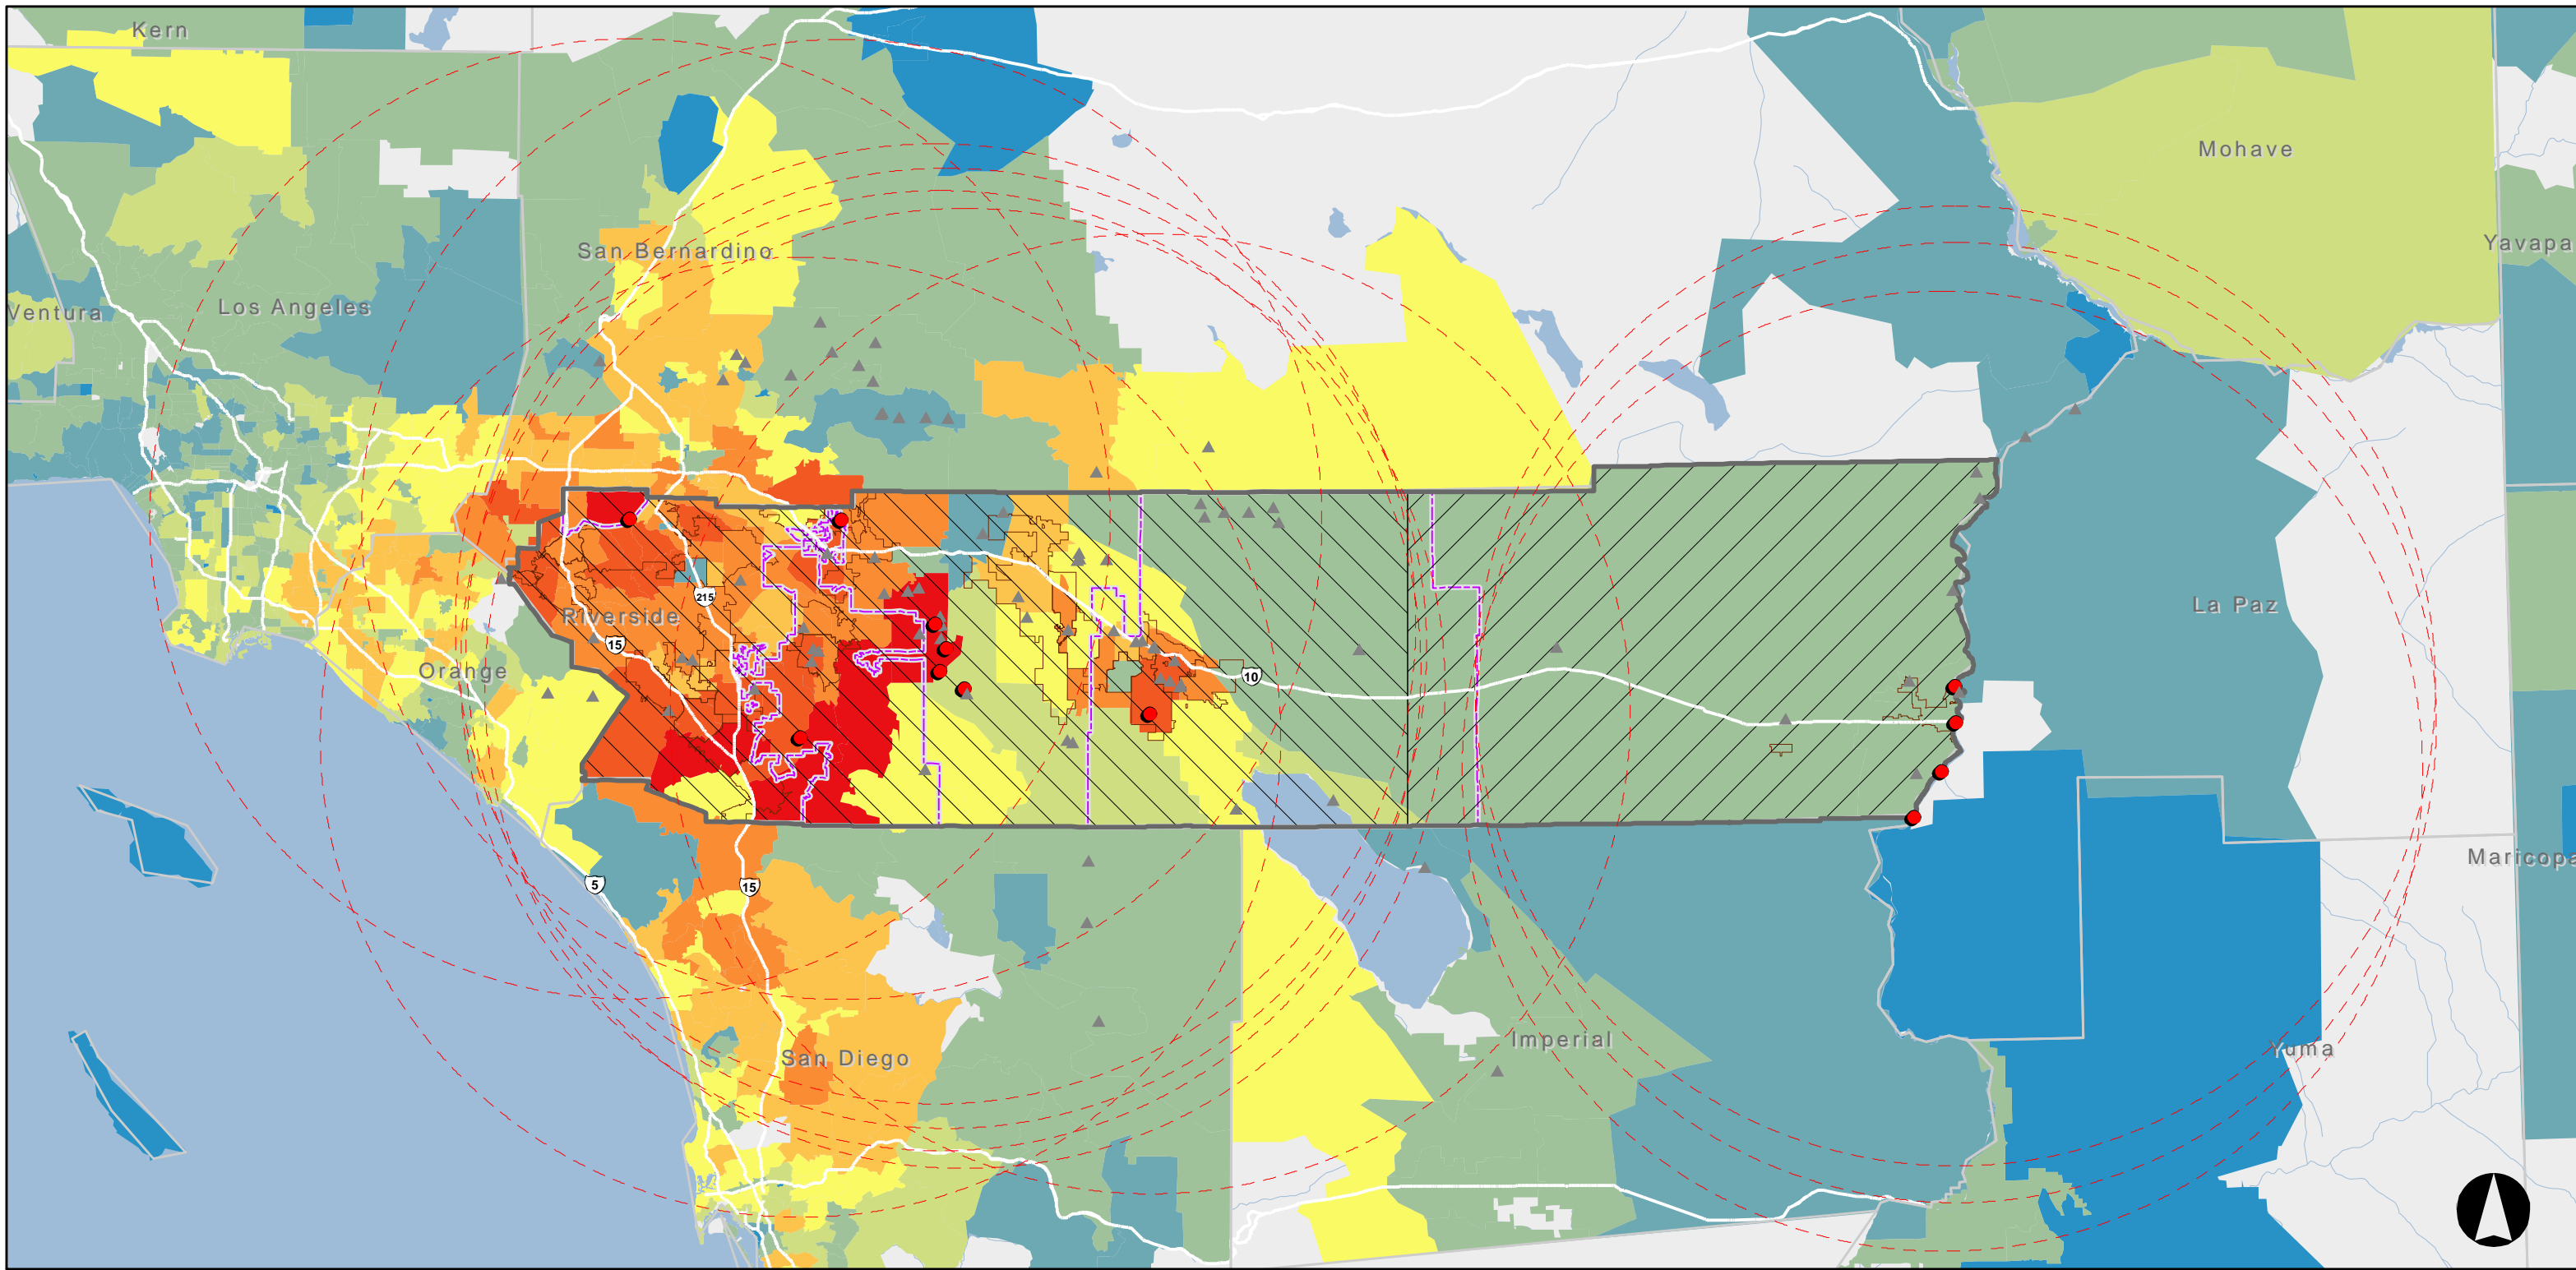 Kern
Mohave
Yavapa
San Bernardino
Los Angeles
Ventura
215
La Paz
Riverside
15
Orange
10
Maricopa
5
15
Imperial
Yuma
San Diego